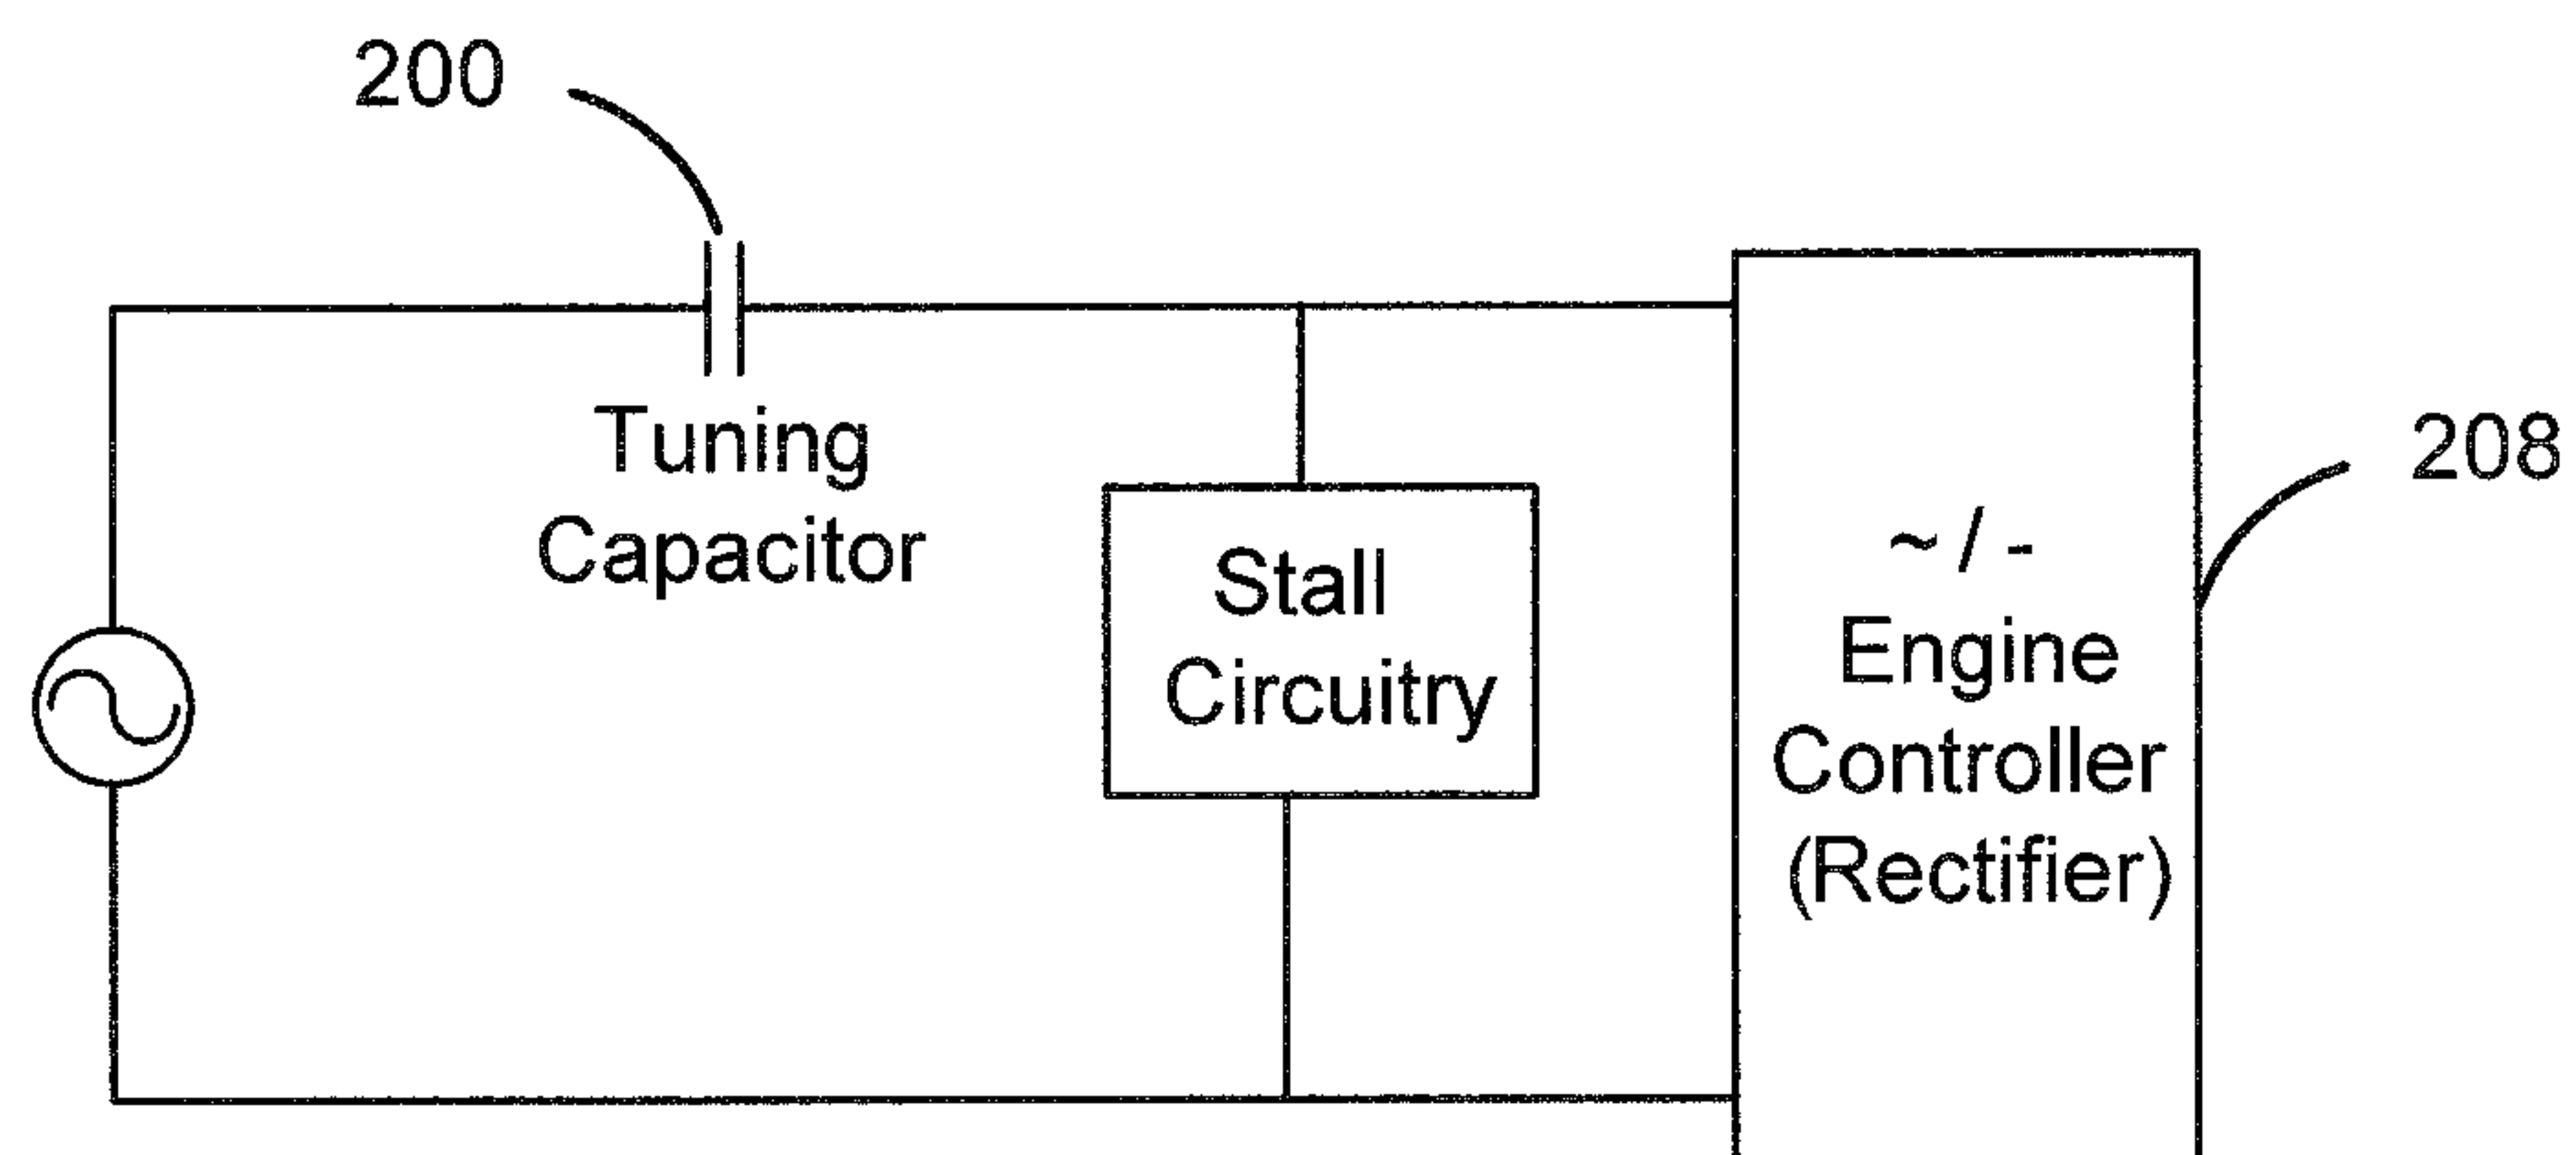 200
Tuning
Capacitor
Stall
Circuitry
~ / -
Engine
Controller
(Rectifier)
208